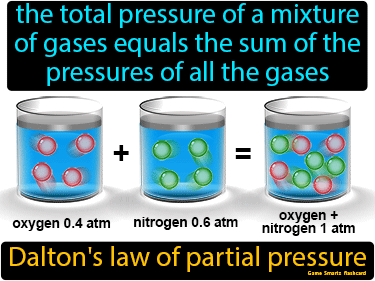 the total pressure of a mixture
of gases equals the sum of the
pressures of all the gases
+
=
oxygen 0.4 atm
nitrogen 0.6 atm
oxygen +
nitrogen 1 atm
Dalton's law of partial pressure
Game Smartz flashcard